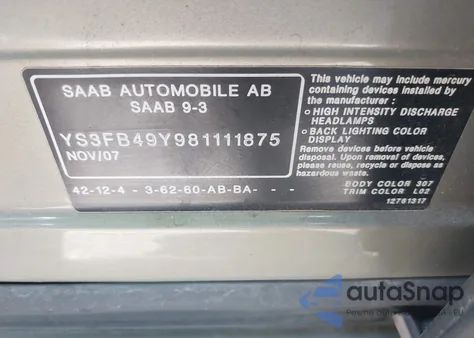 SAAB AUTOMOBILE AB
SAAB 9-3
YS3FB49Y981111875
NOV/07
42-12-4 - 3-62-60-AB-BA- - -
This vehicle may include mercury
containing devices installed by
the manufacturer:
o HIGH INTENSITY DISCHARGE
HEADLAMPS
o BACK LIGHTING COLOR
DISPLAY
Remove devices before vehicle
disposal. Upon removal of devices,
please reuse, recycle or dispose as
hazardous waste.
BODY COLOR 307
TRIM COLOR L02
12761317
autoSnap